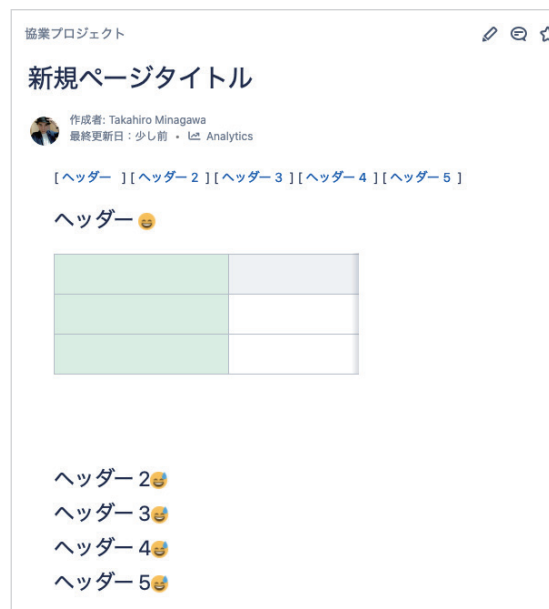 協業プロジェクト
新規ページタイトル
作成者: Takahiro Minagawa
最終更新日：少し前 • Analytics
[ ヘッダー ] [ ヘッダー 2 ] [ ヘッダー 3 ] [ ヘッダー 4 ] [ ヘッダー 5 ]
ヘッダー 😄
ヘッダー 2😅
ヘッダー 3😅
ヘッダー 4😅
ヘッダー 5😅